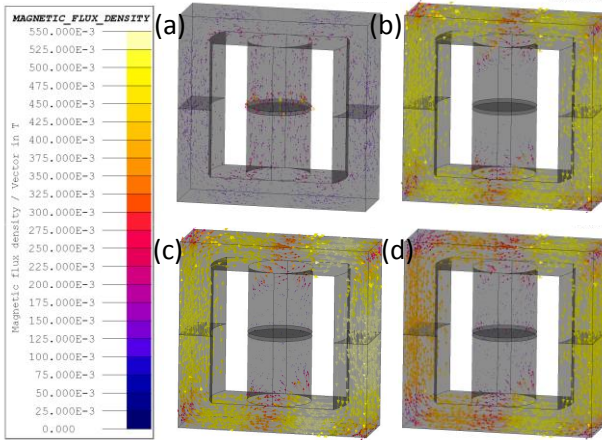 MAGNETIC_FLUX_DENSITY
(a)
(b)
550.000E-3
525.000E-3
500.000E-3
475.000E-3
450.000E-3
425.000E-3
400.000E-3
375.000E-3
350.000E-3
325.000E-3
300.000E-3
275.000E-3
250.000E-3
225.000E-3
200.000E-3
175.000E-3
150.000E-3
125.000E-3
100.000E-3
75.000E-3
50.000E-3
25.000E-3
0.000
Magnetic flux density / Vector in T
(c)
(d)